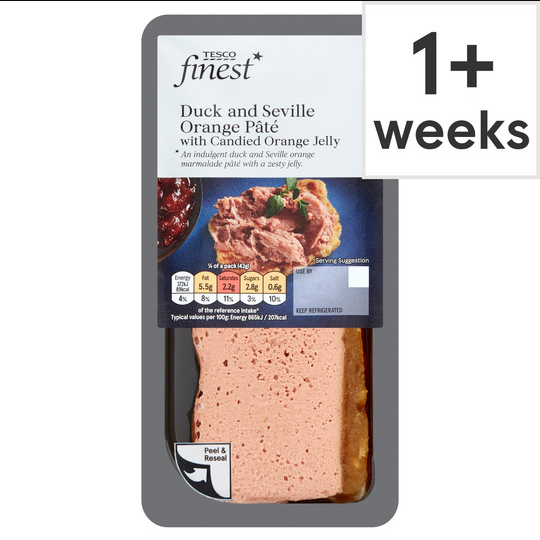 1+
weeks
TESCO
finest*
Duck and Seville
Orange Pâté
with Candied Orange Jelly
* An indulgent duck and Seville orange
marmalade pâté with a zesty jelly.
Serving Suggestion
¼ of a pack (43g)
Energy Fat Saturates Sugars Salt
372kJ 89kcal 5.5g 2.2g 2.8g 0.6g
4% 8% 11% 3% 10%
of the reference intake*
Typical values per 100g: Energy 865kJ / 207kcal
USE BY
KEEP REFRIGERATED
Peel &
Reseal